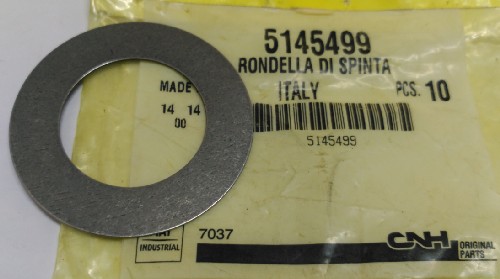 5145499
RONDELLA DI SPINTA
MADE
ITALY
PCS. 10
14 14
00
5145499
INDUSTRIAL
7037
CNH
ORIGINAL
PARTS